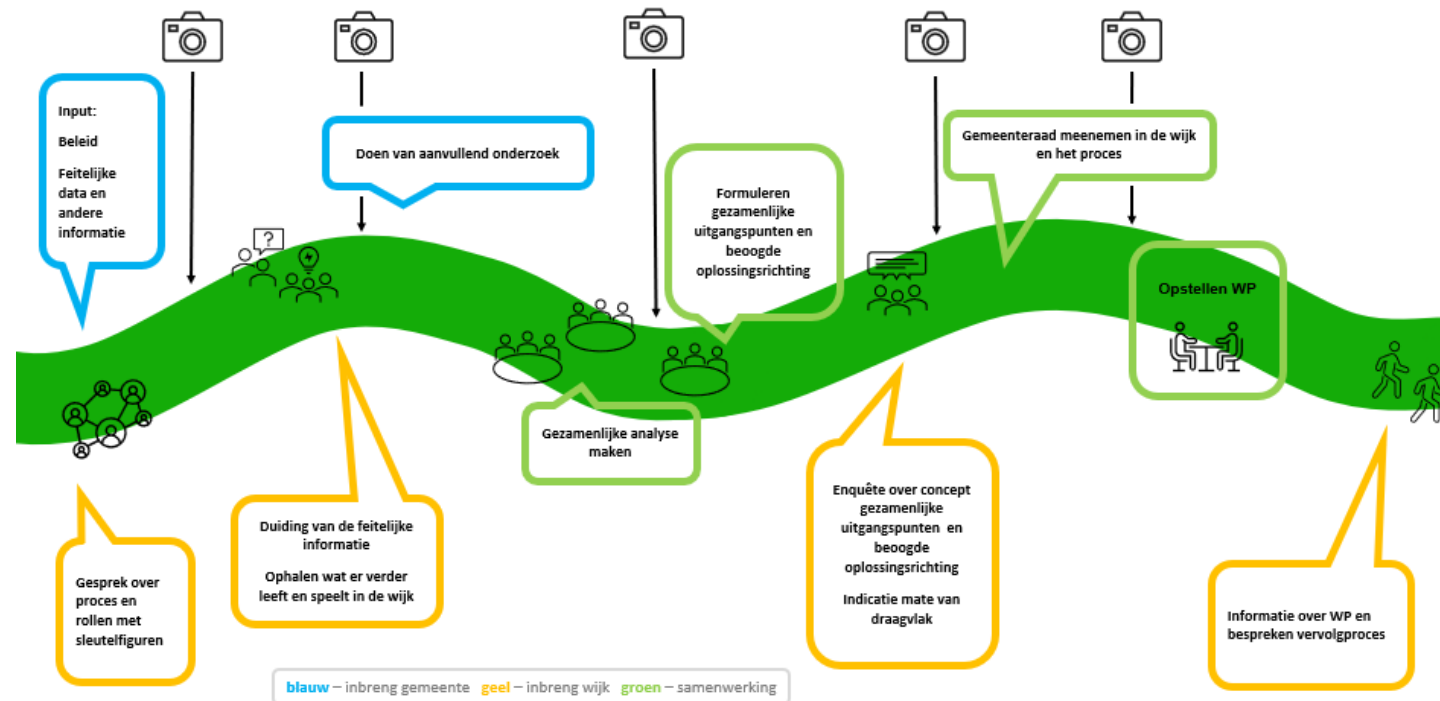 Input:
Beleid
Feitelijke
data en
andere
informatie
Doen van aanvullend onderzoek
Formuleren
gezamenlijke
uitgangspunten en
beoogde
oplossingsrichting
Gemeenteraad meenemen in de wijk
en het proces
?
Opstellen WP
Gezamenlijke analyse
maken
Gesprek over
proces en
rollen met
sleutelfiguren
Duiding van de feitelijke
informatie
Ophalen wat er verder
leeft en speelt in de wijk
Enquête over concept
gezamenlijke
uitgangspunten en
beoogde
oplossingsrichting
Indicatie mate van
draagvlak
Informatie over WP en
bespreken vervolgproces
blauw – inbreng gemeente geel – inbreng wijk groen – samenwerking